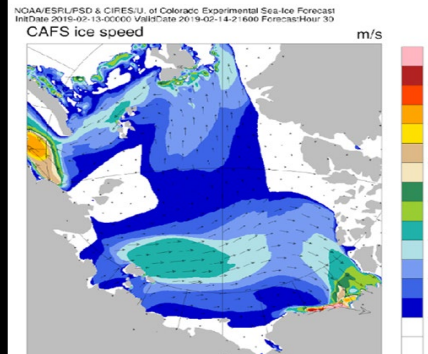 NOAA/ESRL/PSD & CIRES/U. of Colorado Experimental Sea-Ice Forecast
InitDate 2019-02-13-00000 ValidDate 2019-02-14-21600 ForecastHour 30
CAFS ice speed
m/s